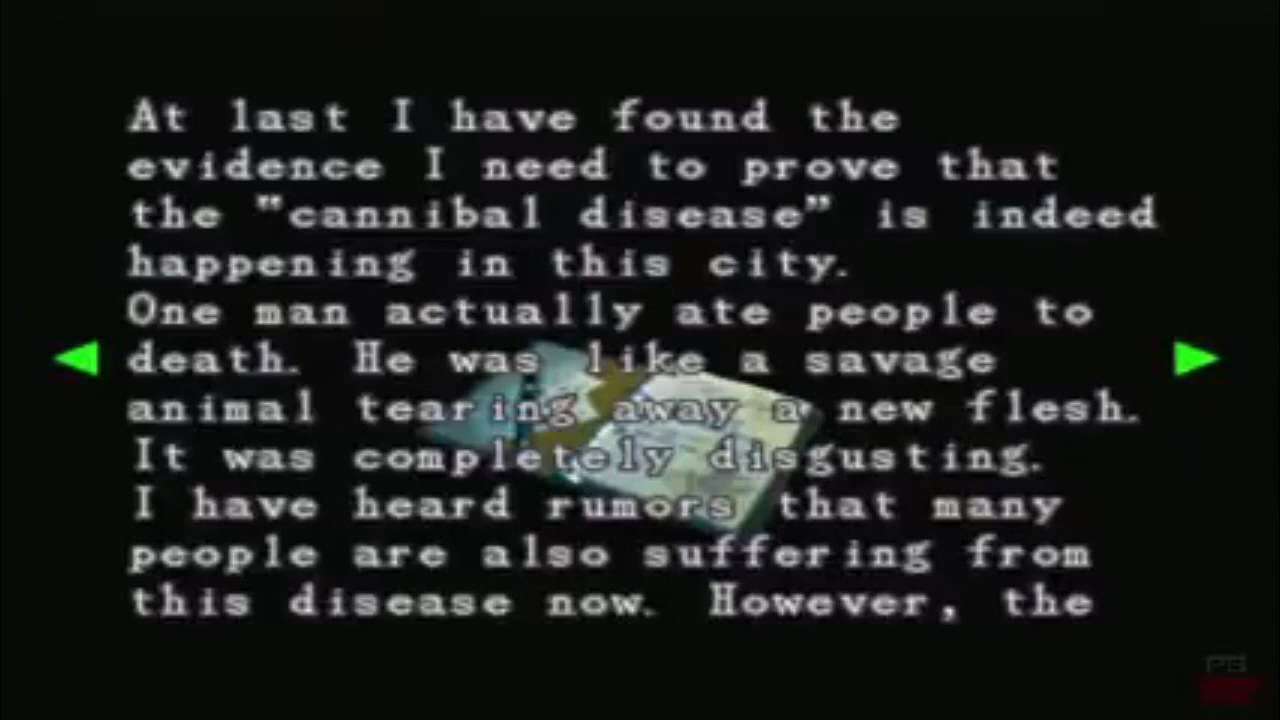 At last I have found the
evidence I need to prove that
the "cannibal disease" is indeed
happening in this city.
One man actually ate people to
death. He was like a savage
animal tearing away a new flesh.
It was completely disgusting.
I have heard rumors that many
people are also suffering from
this disease now. However, the
PB